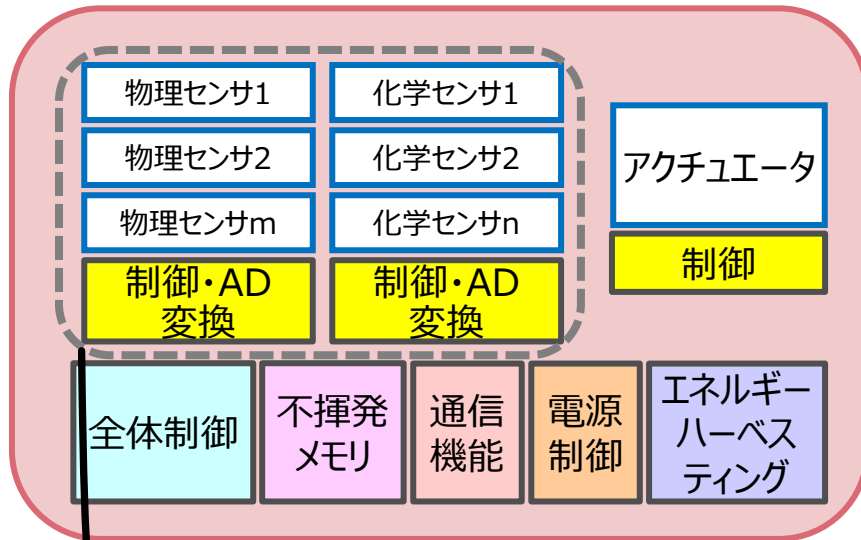 物理センサ1
化学センサ1
物理センサ2
化学センサ2
物理センサm
化学センサn
制御・AD
変換
制御・AD
変換
アクチュエータ
制御
全体制御
不揮発
メモリ
通信
機能
電源
制御
エネルギー
ハーベス
ティング